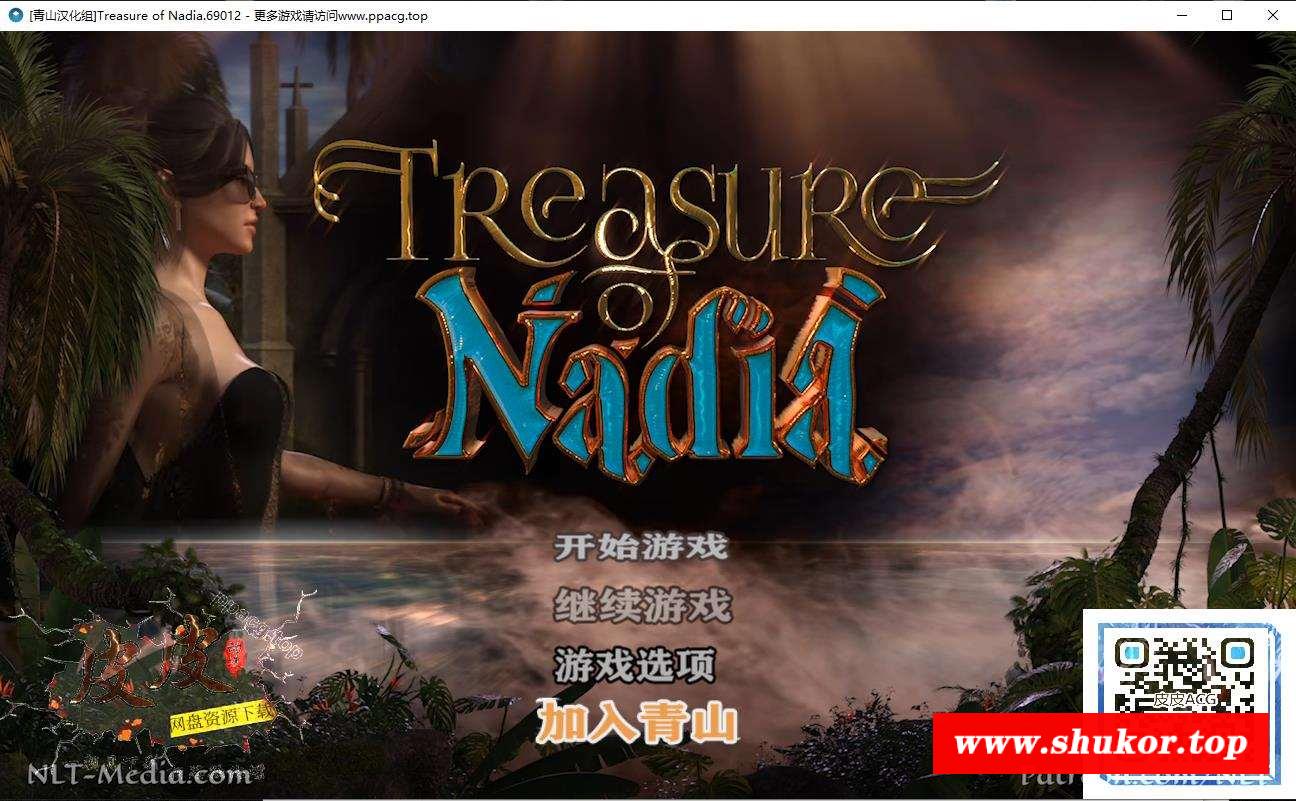 [青山汉化组]Treasure of Nadia.69012 - 更多游戏请访问www.ppacg.top
Treasure
of
Nadia
开始游戏
继续游戏
游戏选项
加入青山
皮皮
网盘资源下载
NLT-Media.com
皮皮ACG
www.shukor.top